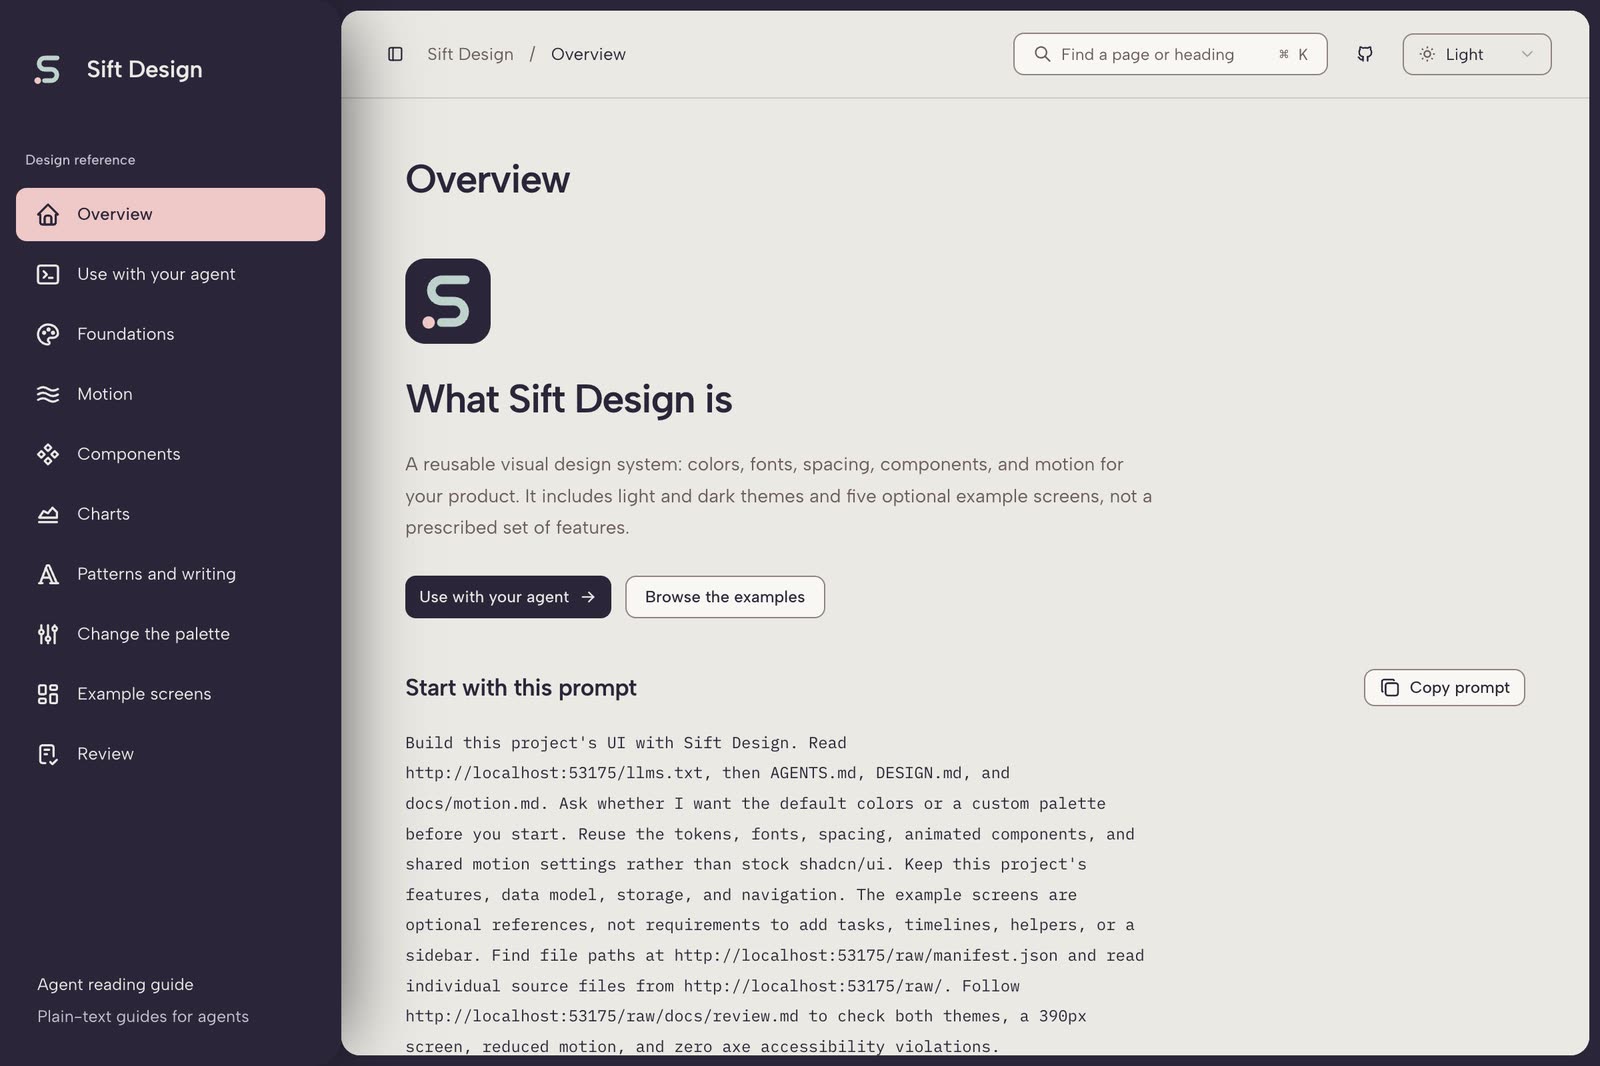 Sift Design
Design reference
Overview
Use with your agent
Foundations
Motion
Components
Charts
Patterns and writing
Change the palette
Example screens
Review
Agent reading guide
Plain-text guides for agents
Sift Design / Overview
Find a page or heading ⌘ K
Light
Overview
What Sift Design is
A reusable visual design system: colors, fonts, spacing, components, and motion for
your product. It includes light and dark themes and five optional example screens, not a
prescribed set of features.
Use with your agent →
Browse the examples
Start with this prompt
Copy prompt
Build this project's UI with Sift Design. Read
http://localhost:53175/llms.txt, then AGENTS.md, DESIGN.md, and
docs/motion.md. Ask whether I want the default colors or a custom palette
before you start. Reuse the tokens, fonts, spacing, animated components, and
shared motion settings rather than stock shadcn/ui. Keep this project's
features, data model, storage, and navigation. The example screens are
optional references, not requirements to add tasks, timelines, helpers, or a
sidebar. Find file paths at http://localhost:53175/raw/manifest.json and read
individual source files from http://localhost:53175/raw/. Follow
http://localhost:53175/raw/docs/review.md to check both themes, a 390px
screen, reduced motion, and zero axe accessibility violations.